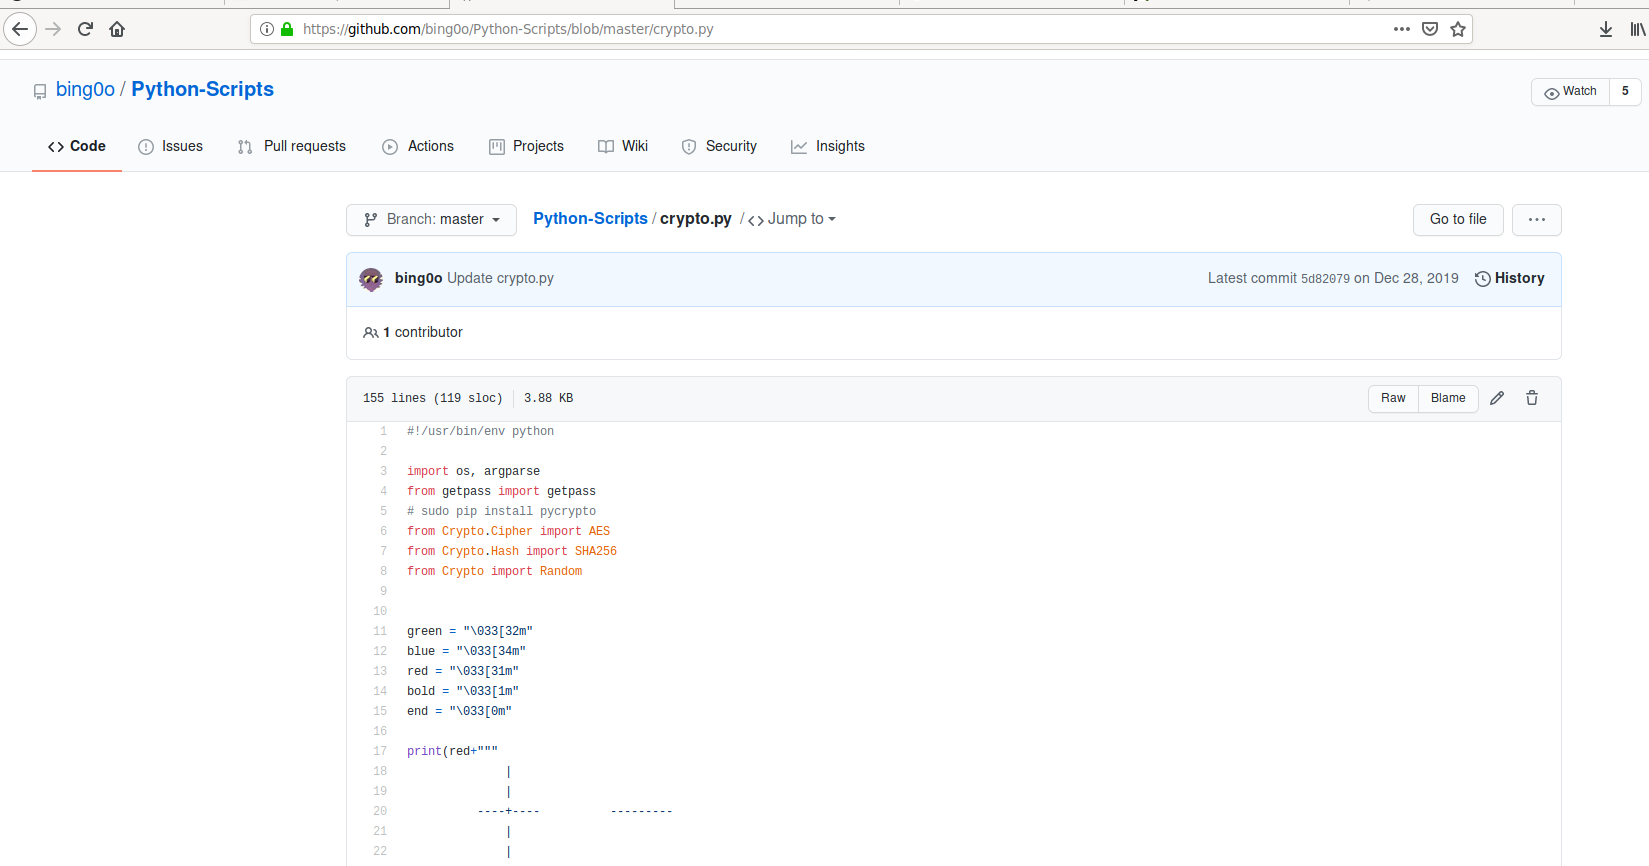 https://github.com/bing0o/Python-Scripts/blob/master/crypto.py
bing0o / Python-Scripts
Watch 5
Code Issues Pull requests Actions Projects Wiki Security Insights
Branch: master Python-Scripts / crypto.py / <> Jump to Go to file ...
bing0o Update crypto.py Latest commit 5d82079 on Dec 28, 2019 History
1 contributor
155 lines (119 sloc) 3.88 KB Raw Blame
1 #!/usr/bin/env python
2
3 import os, argparse
4 from getpass import getpass
5 # sudo pip install pycrypto
6 from Crypto.Cipher import AES
7 from Crypto.Hash import SHA256
8 from Crypto import Random
9
10
11 green = "\033[32m"
12 blue = "\033[34m"
13 red = "\033[31m"
14 bold = "\033[1m"
15 end = "\033[0m"
16
17 print(red+"""
18               |
19               |
20           ----+----          ---------
21               |
22               |